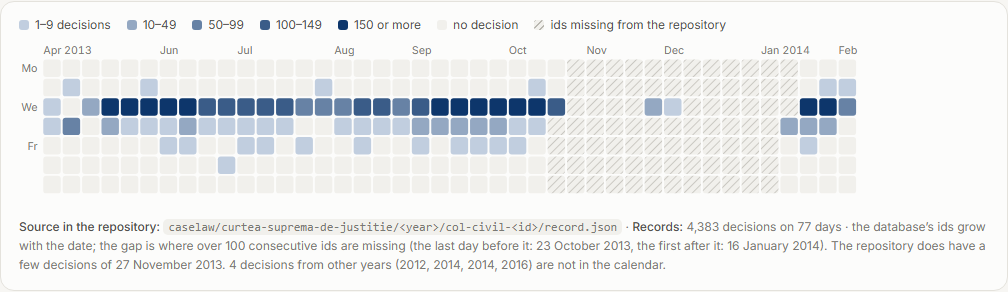 1–9 decisions 10–49 50–99 100–149 150 or more no decision ids missing from the repository
Apr 2013 Jun Jul Aug Sep Oct Nov Dec Jan 2014 Feb
Mo
We
Fr
Source in the repository: caselaw/curtea-suprema-de-justitie/<year>/col-civil-<id>/record.json · Records: 4,383 decisions on 77 days · the database’s ids grow
with the date; the gap is where over 100 consecutive ids are missing (the last day before it: 23 October 2013, the first after it: 16 January 2014). The repository does have a
few decisions of 27 November 2013. 4 decisions from other years (2012, 2014, 2014, 2016) are not in the calendar.